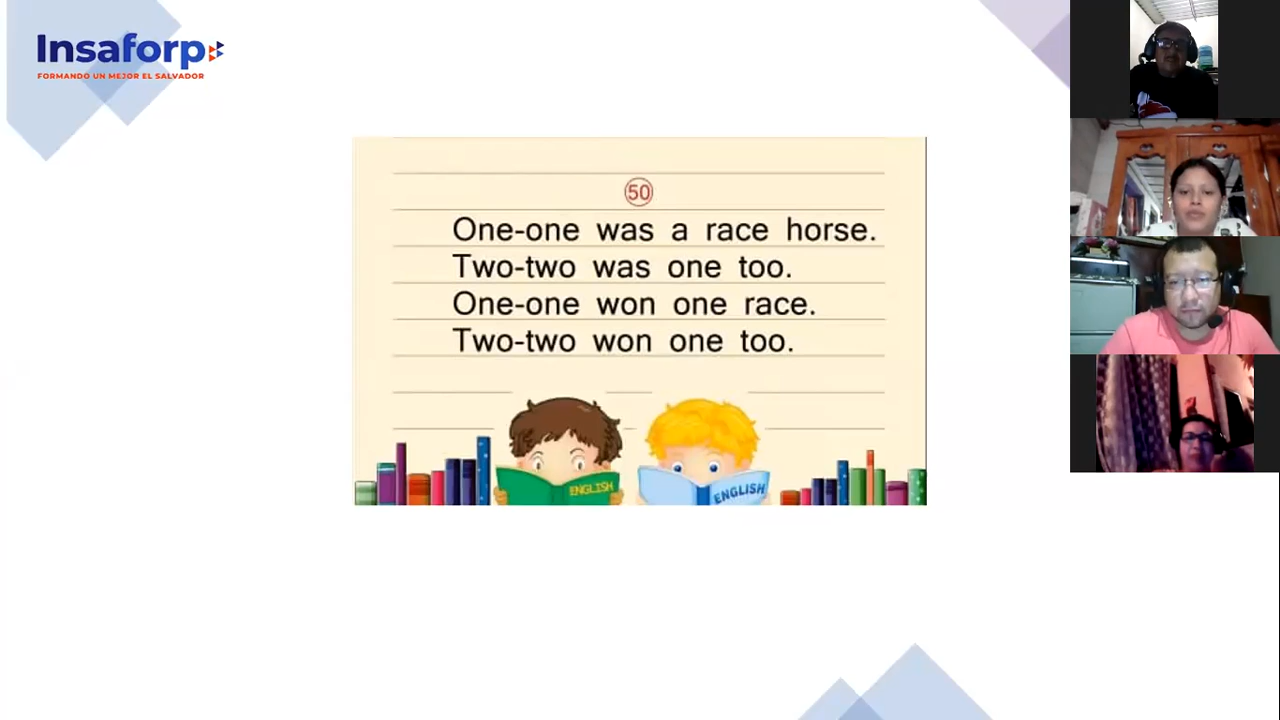 Insaforp
FORMANDO UN MEJOR EL SALVADOR
50
One-one was a race horse.
Two-two was one too.
One-one won one race.
Two-two won one too.
ENGLISH
ENGLISH